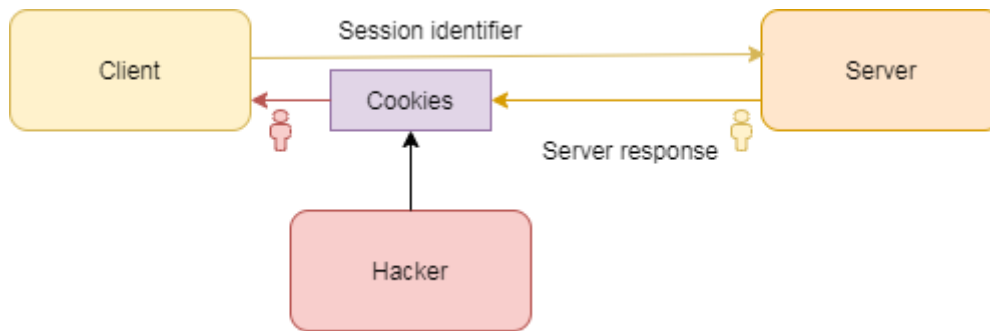 Session identifier
Client
Server
Cookies
Server response
Hacker